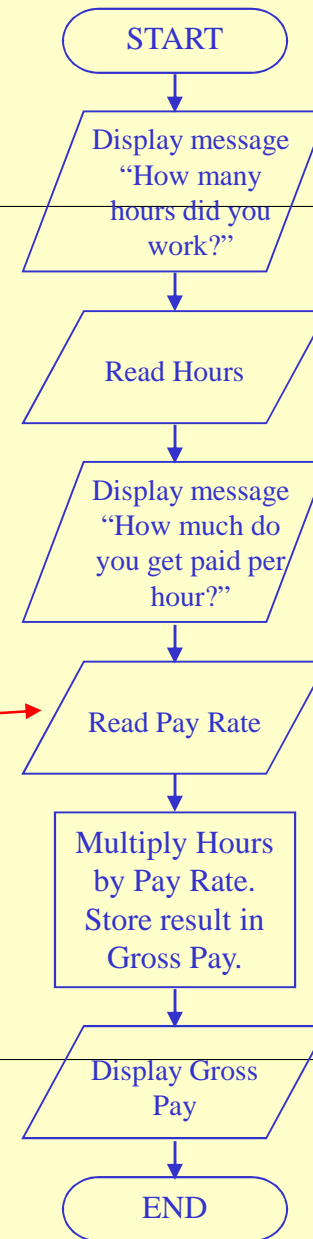 START
Display message
“How many
hours did you
work?”
Read Hours
Display message
“How much do
you get paid per
hour?”
Read Pay Rate
Multiply Hours
by Pay Rate.
Store result in
Gross Pay.
Display Gross
Pay
END